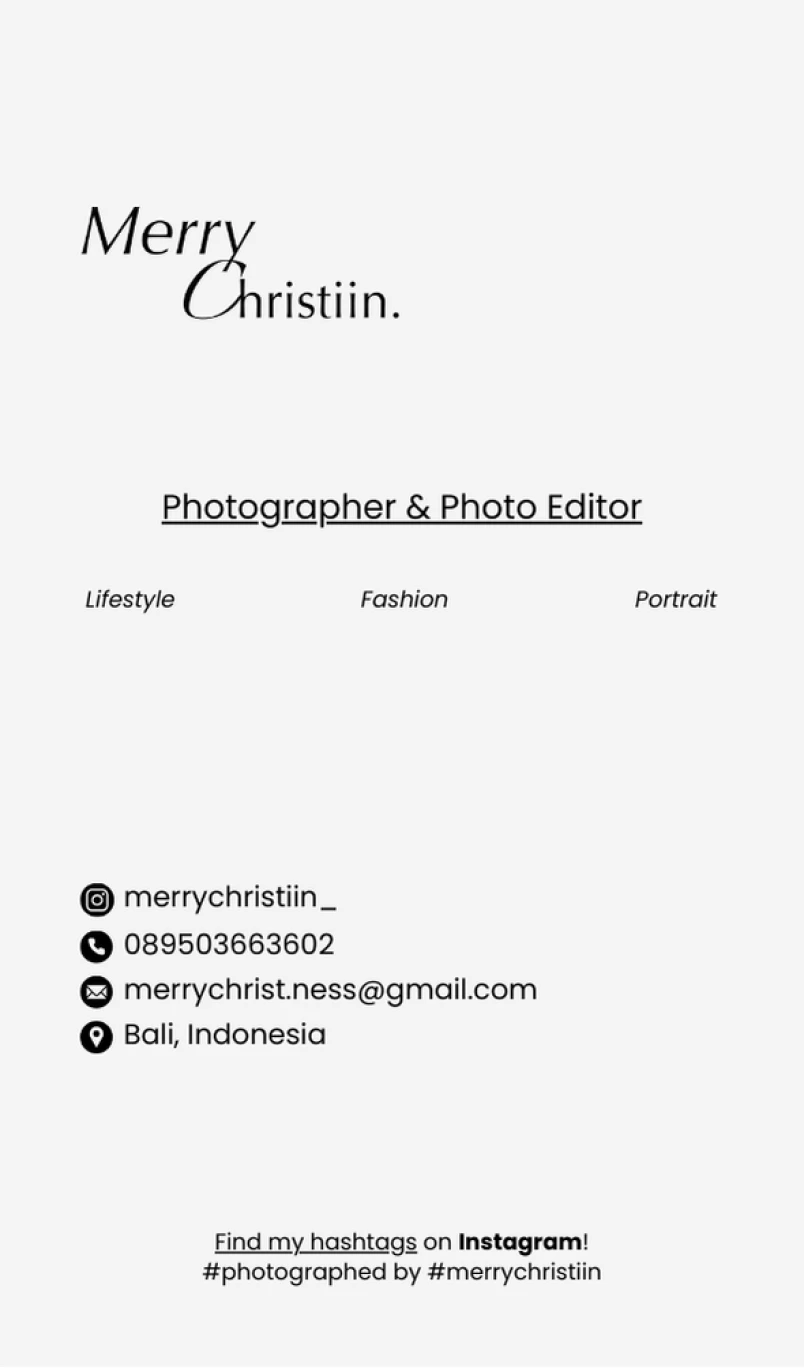 Merry
Christiin.
Photographer & Photo Editor
Lifestyle Fashion Portrait
merrychristiin_
089503663602
merrychrist.ness@gmail.com
Bali, Indonesia
Find my hashtags on Instagram!
#photographed by #merrychristiin